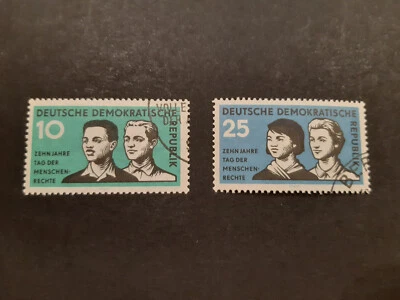 DEUTSCHE DEMOKRATISCHE
REPUBLIK
10
ZEHN JAHRE
TAG DER
MENSCHEN-
RECHTE
DEUTSCHE DEMOKRATISCHE
REPUBLIK
25
ZEHN JAHRE
TAG DER
MENSCHEN-
RECHTE